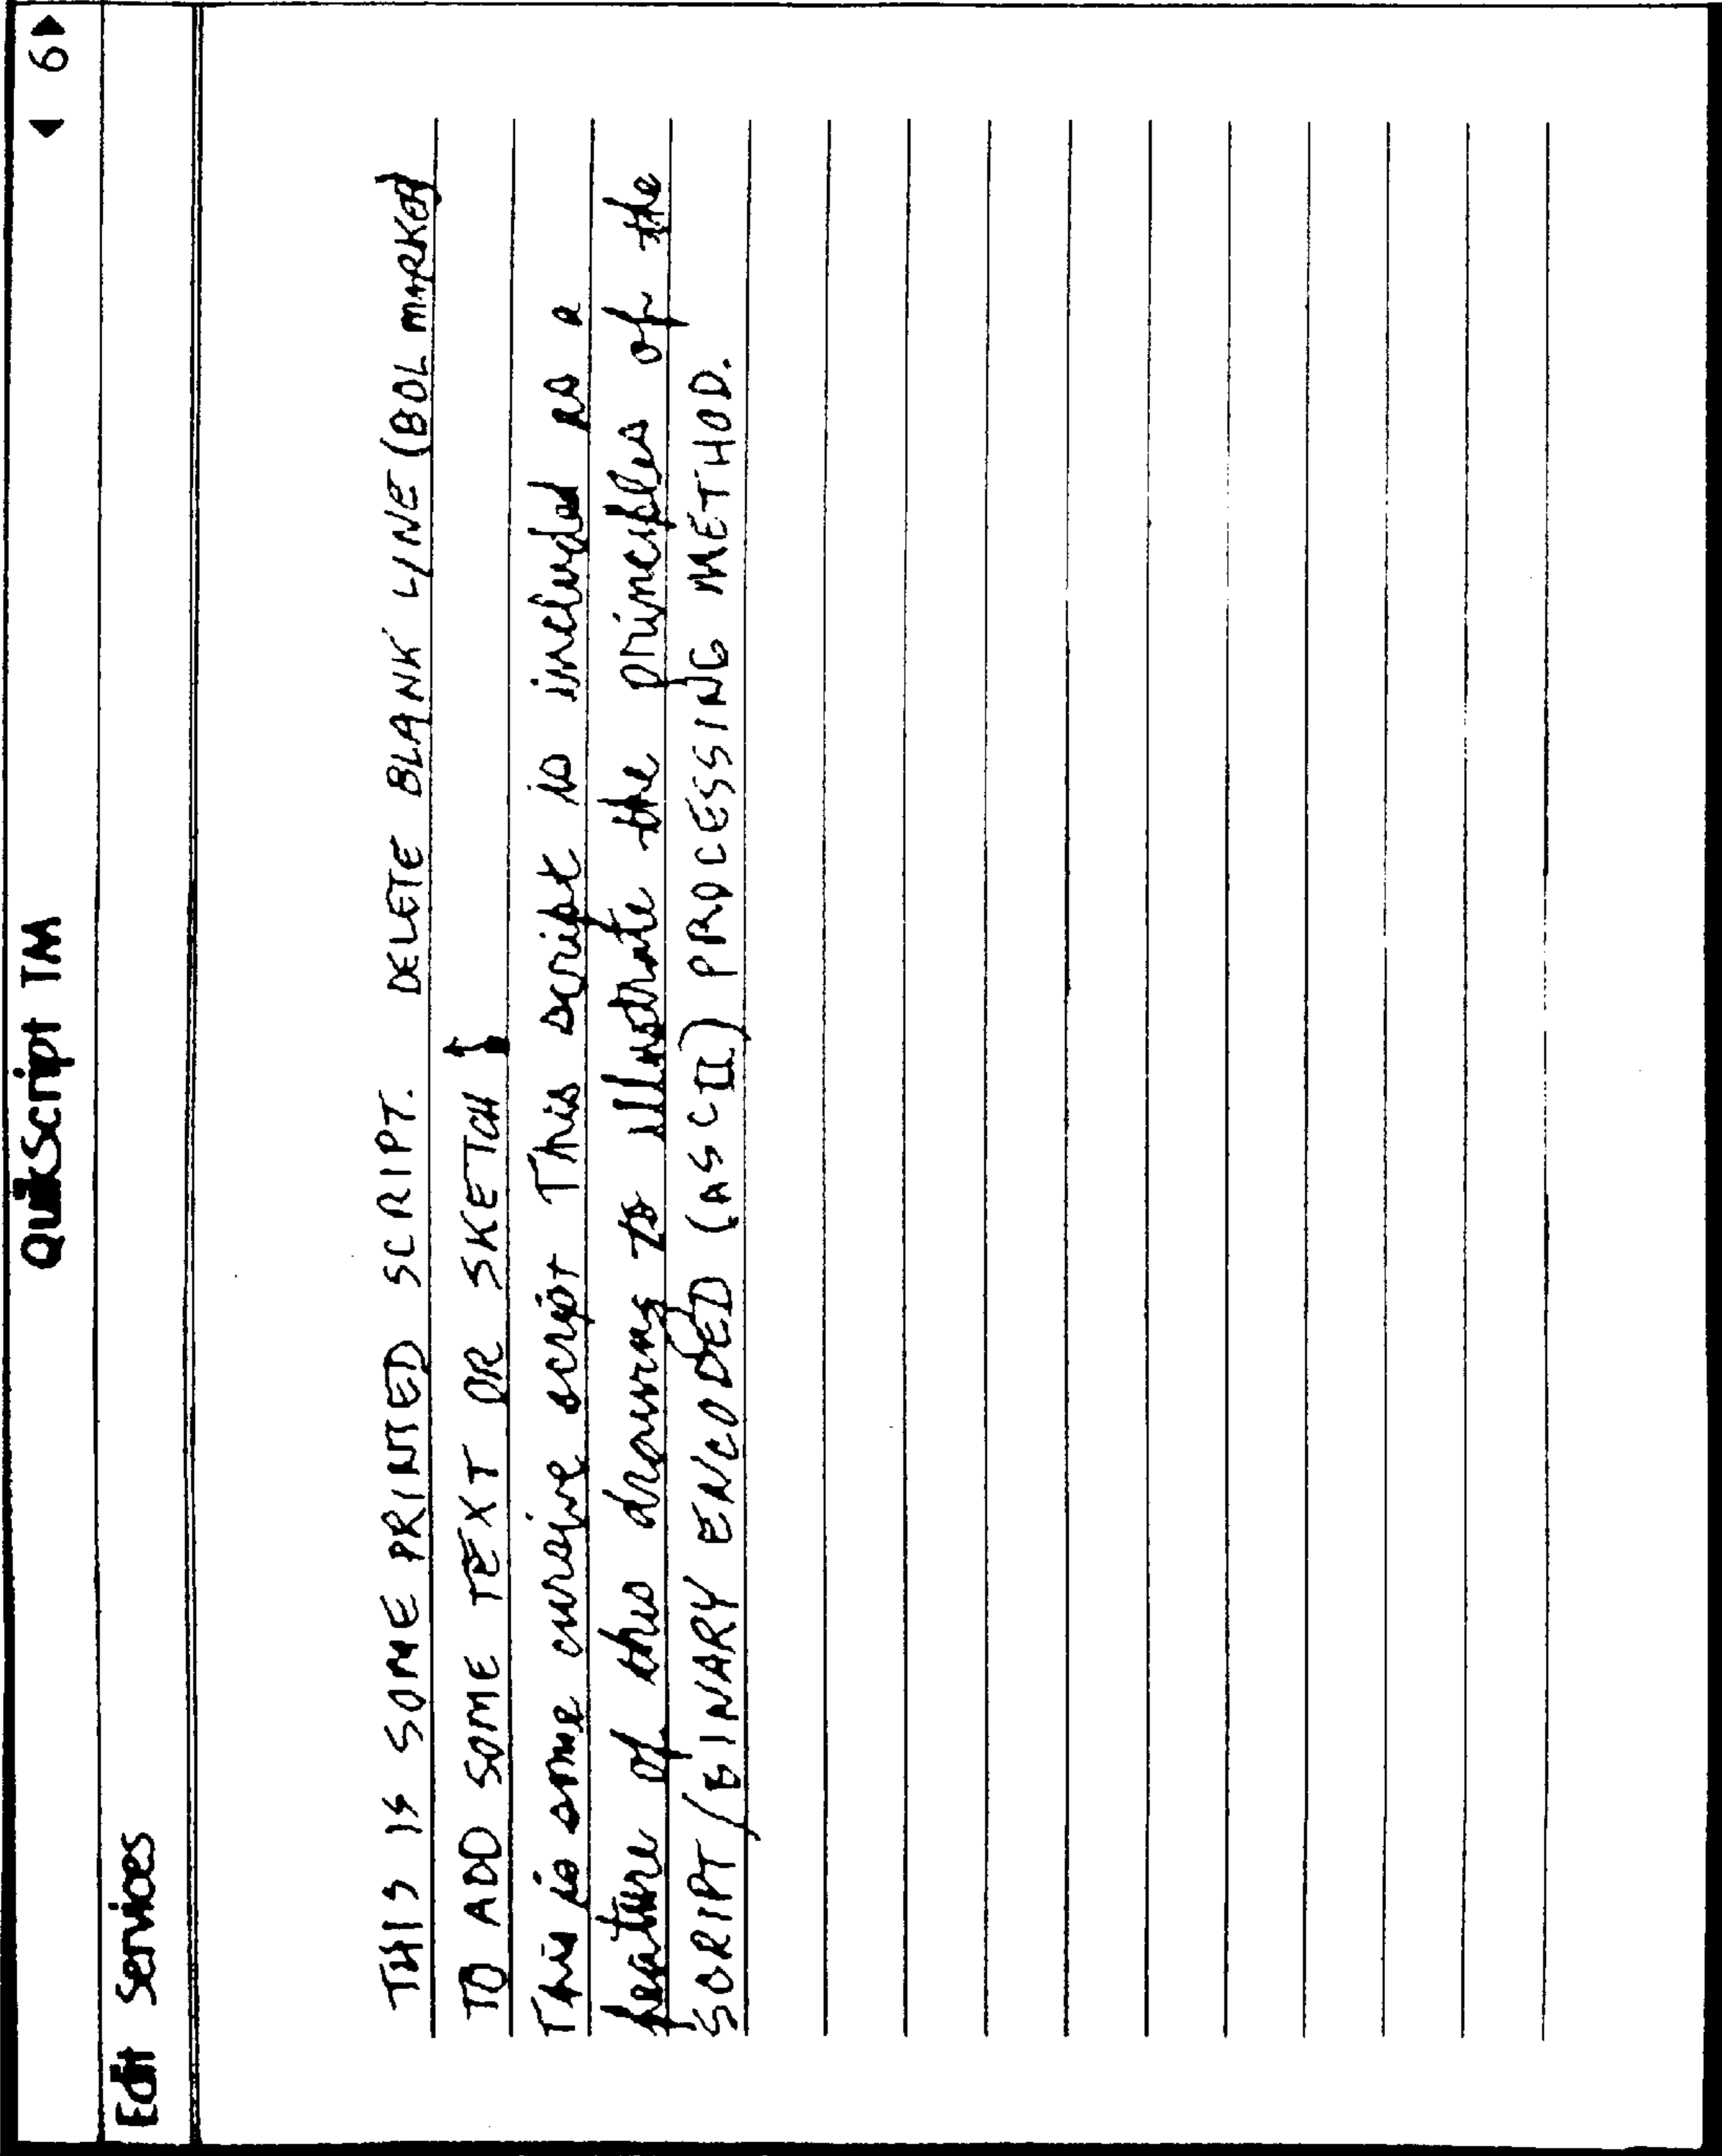 QuikScript TM ◀ 6▶
Edit Services
THIS IS SOME PRINTED SCRIPT. DELETE BLANK LINE (BOL MARKER)
TO ADD SOME TEXT OR SKETCH
This is some cursive script This script is included as a
feature of this drawing to illustrate the principles of the
SCRIPT/(BINARY ENCODED (ASCII) PROCESSING METHOD.